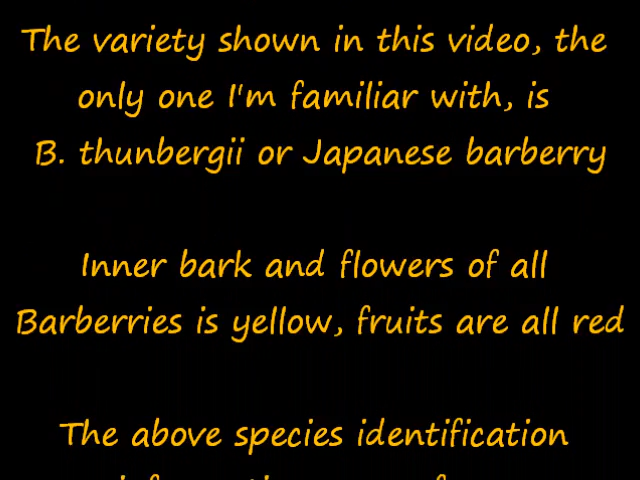 The variety shown in this video, the
only one I'm familiar with, is
B. thunbergii or Japanese barberry
Inner bark and flowers of all
Barberries is yellow, fruits are all red
The above species identification